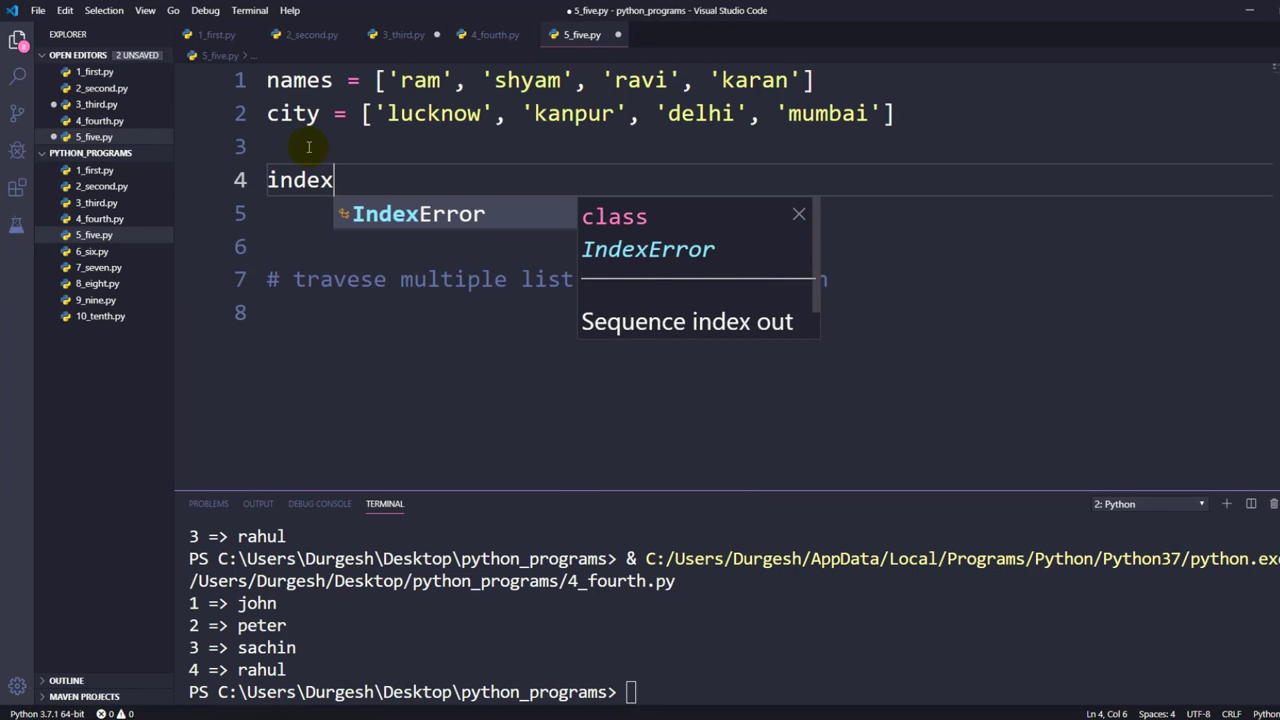 File Edit Selection View Go Debug Terminal Help
● 5_five.py - python_programs - Visual Studio Code
EXPLORER
1_first.py
2_second.py
3_third.py
4_fourth.py
5_five.py
OPEN EDITORS 2 UNSAVED
1_first.py
2_second.py
3_third.py
4_fourth.py
5_five.py
PYTHON_PROGRAMS
1_first.py
2_second.py
3_third.py
4_fourth.py
5_five.py
6_six.py
7_seven.py
8_eight.py
9_nine.py
10_tenth.py
OUTLINE
MAVEN PROJECTS
2
5_five.py > ...
1 names = ['ram', 'shyam', 'ravi', 'karan']
2 city = ['lucknow', 'kanpur', 'delhi', 'mumbai']
3
4 index
5
6
7 # travese multiple list n
8
IndexError
class
IndexError
Sequence index out
PROBLEMS OUTPUT DEBUG CONSOLE TERMINAL
2: Python
3 => rahul
PS C:\Users\Durgesh\Desktop\python_programs> & C:/Users/Durgesh/AppData/Local/Programs/Python/Python37/python.exe
/Users/Durgesh/Desktop/python_programs/4_fourth.py
1 => john
2 => peter
3 => sachin
4 => rahul
PS C:\Users\Durgesh\Desktop\python_programs>
Python 3.7.1 64-bit 0 0
Ln 4, Col 6 Spaces: 4 UTF-8 CRLF Python